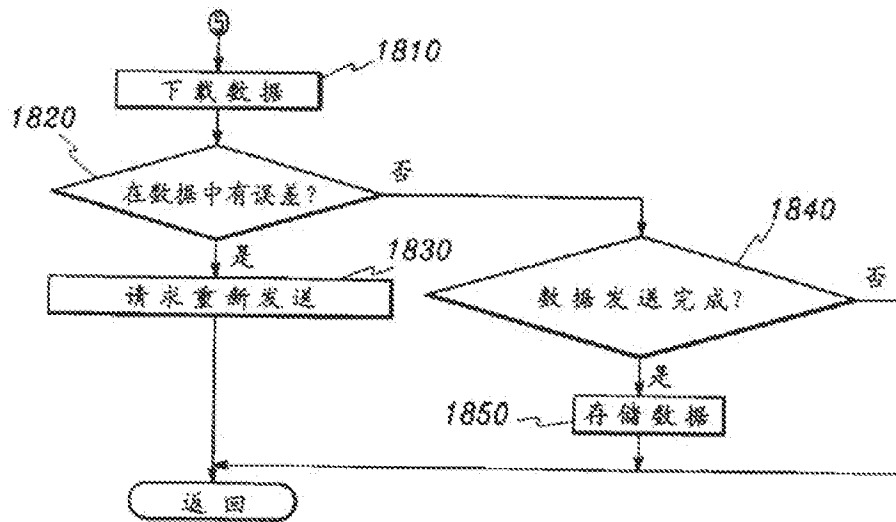 1810
下载数据
1820
在数据中有误差?
否
是
1830
请求重新发送
1840
数据发送完成?
否
是
1850
存储数据
返回